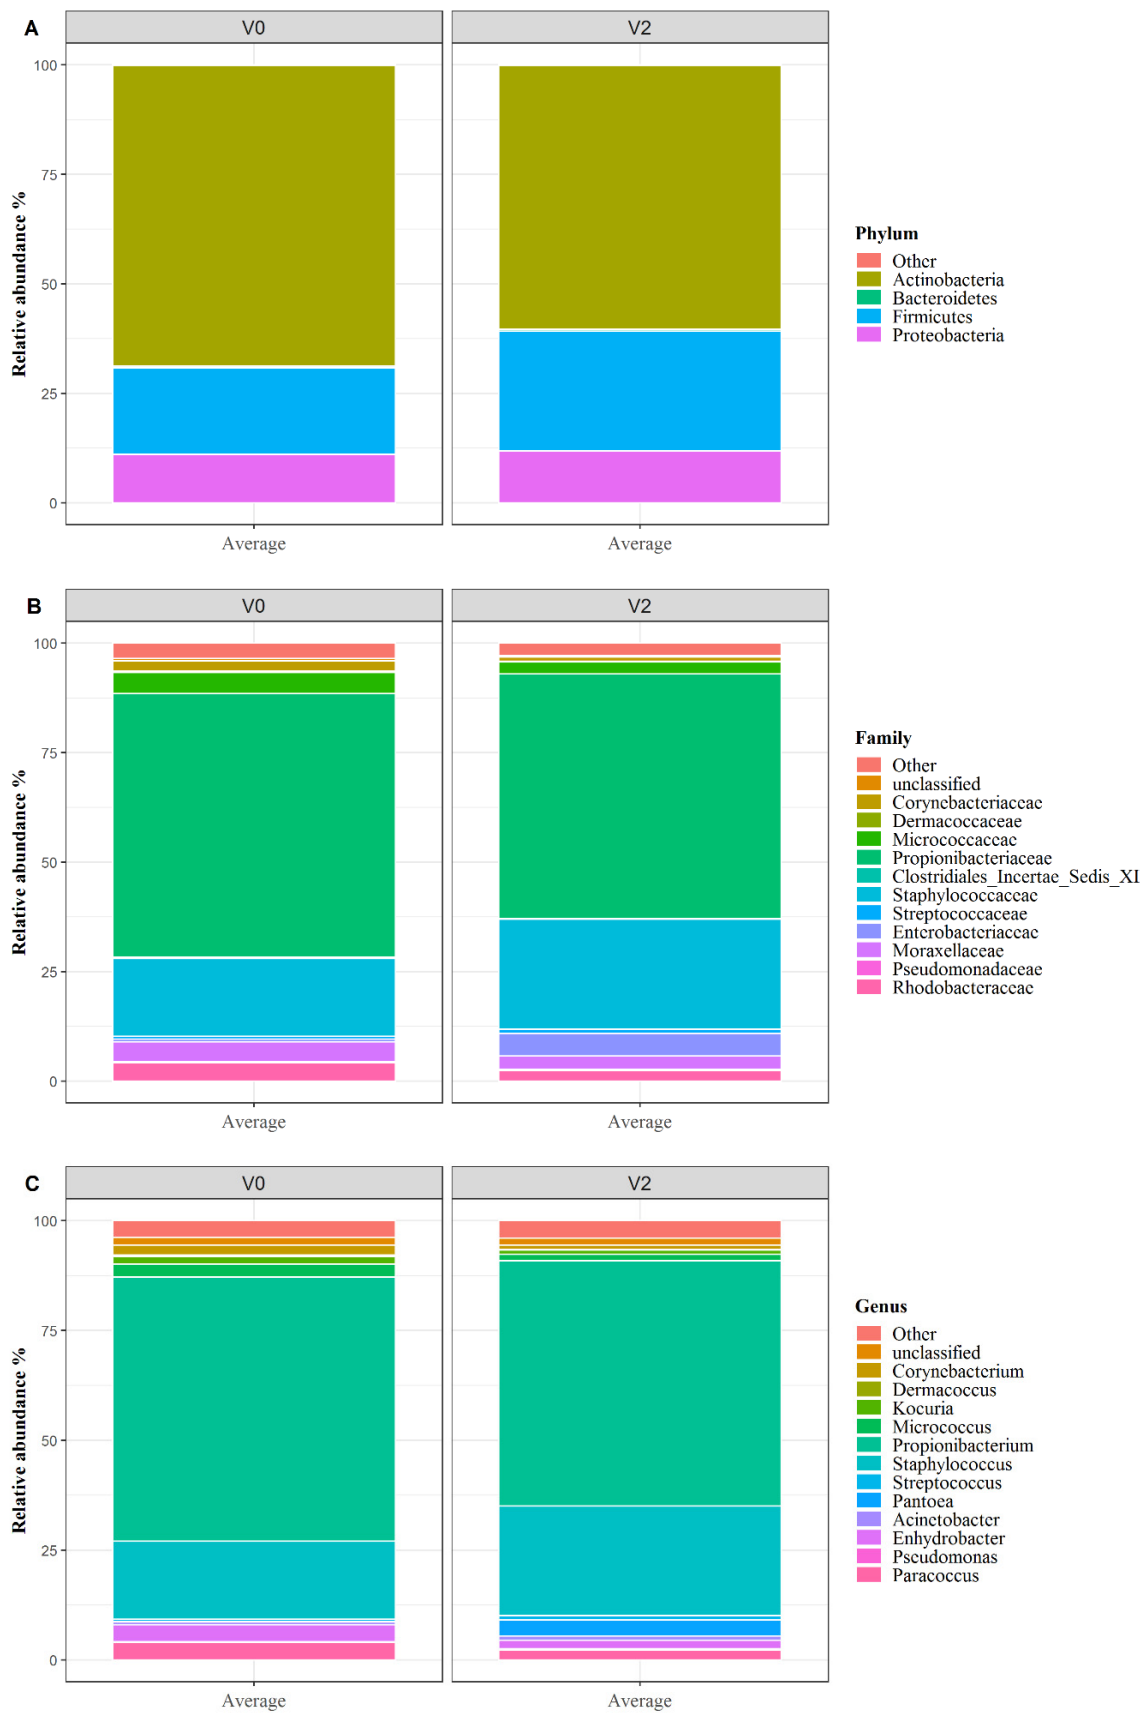 A
V0
V2
Relative abundance %
100
75
50
25
0
Average
Average
Phylum
Other
Actinobacteria
Bacteroidetes
Firmicutes
Proteobacteria
B
V0
V2
Relative abundance %
100
75
50
25
0
Average
Average
Family
Other
unclassified
Corynebacteriaceae
Dermacoccaceae
Micrococcaceae
Propionibacteriaceae
Clostridiales_Incertae_Sedis_XI
Staphylococcaceae
Streptococcaceae
Enterobacteriaceae
Moraxellaceae
Pseudomonadaceae
Rhodobacteraceae
C
V0
V2
Relative abundance %
100
75
50
25
0
Average
Average
Genus
Other
unclassified
Corynebacterium
Dermacoccus
Kocuria
Micrococcus
Propionibacterium
Staphylococcus
Streptococcus
Pantoea
Acinetobacter
Enhydrobacter
Pseudomonas
Paracoccus